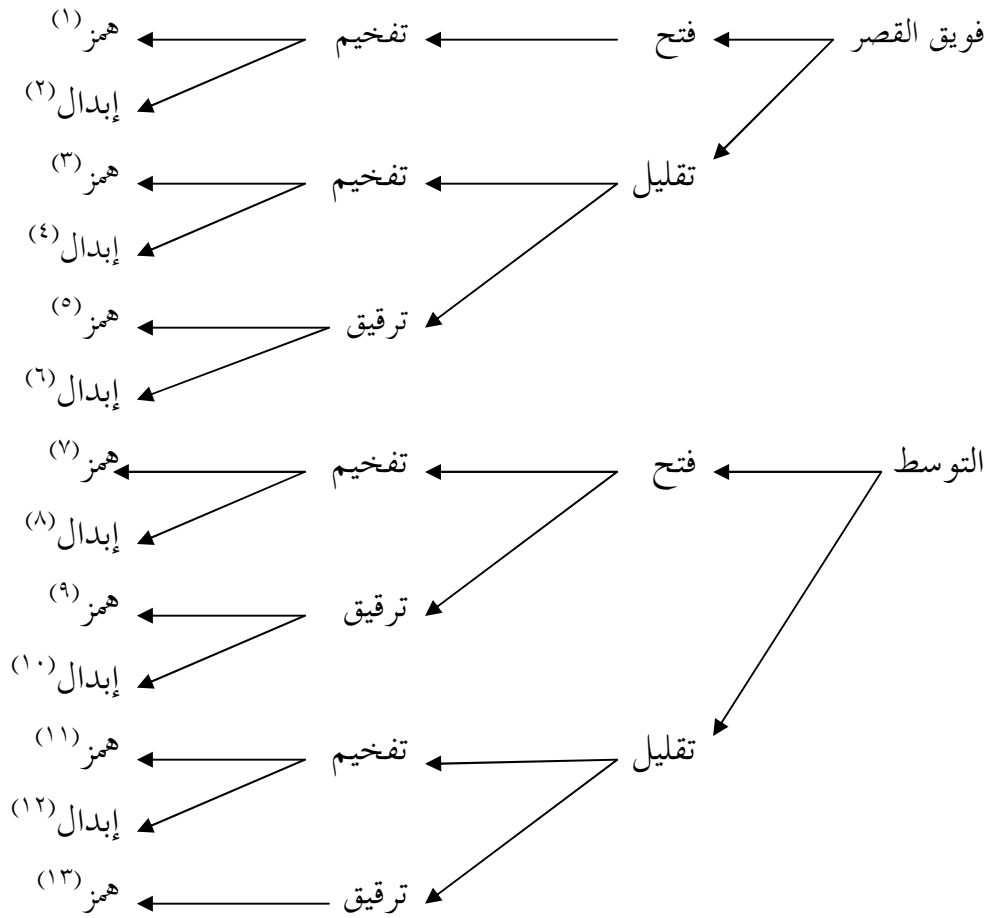 فويق القصر فتح تفخيم همز(١)
إبدال(٢)
تقليل تفخيم همز(٣)
إبدال(٤)
ترقيق همز(٥)
إبدال(٦)
التوسط فتح تفخيم همز(٧)
إبدال(٨)
ترقيق همز(٩)
إبدال(١٠)
تقليل تفخيم همز(١١)
إبدال(١٢)
ترقيق همز(١٣)